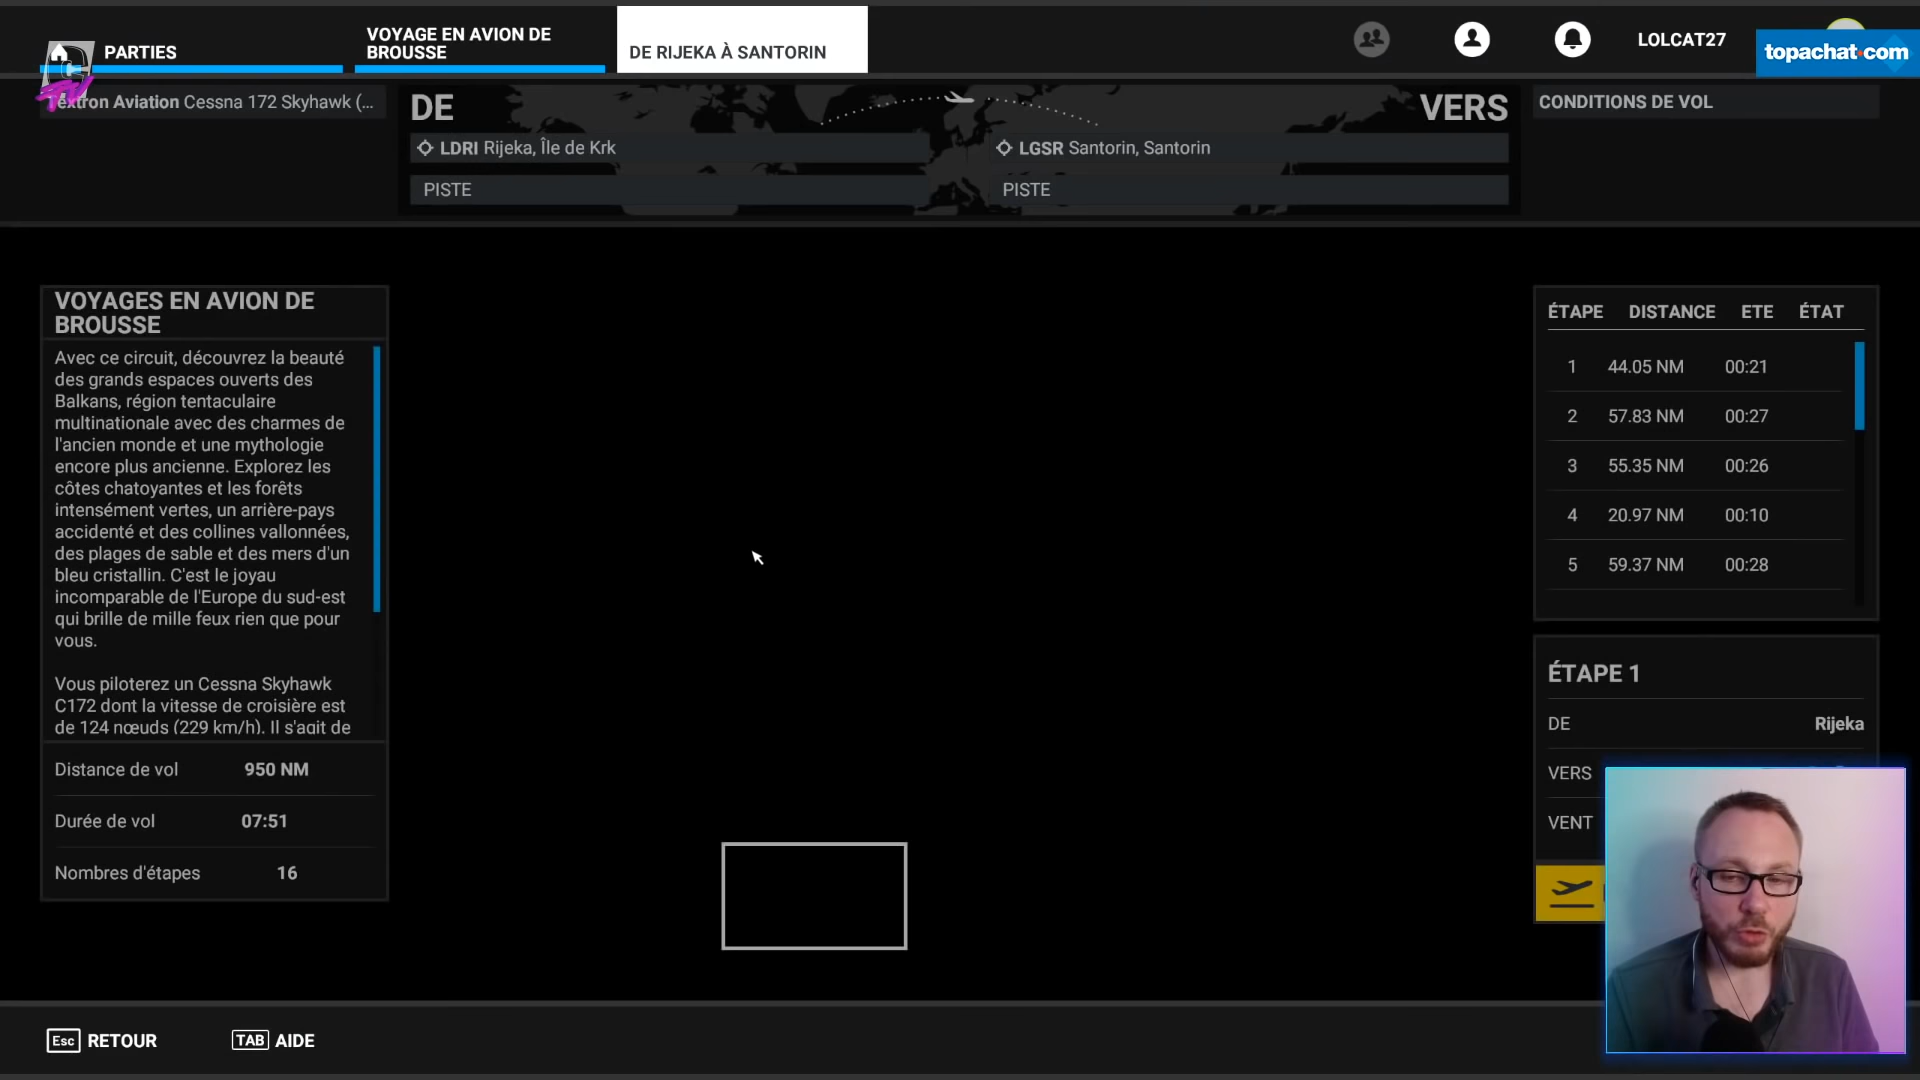 PARTIES
VOYAGE EN AVION DE
BROUSSE
DE RIJEKA À SANTORIN
LOLCAT27
topachat.com
TV
Textron Aviation Cessna 172 Skyhawk (...
DE
VERS
LDRI Rijeka, Île de Krk
LGSR Santorin, Santorin
PISTE
PISTE
CONDITIONS DE VOL
VOYAGES EN AVION DE
BROUSSE
Avec ce circuit, découvrez la beauté
des grands espaces ouverts des
Balkans, région tentaculaire
multinationale avec des charmes de
l'ancien monde et une mythologie
encore plus ancienne. Explorez les
côtes chatoyantes et les forêts
intensément vertes, un arrière-pays
accidenté et des collines vallonnées,
des plages de sable et des mers d'un
bleu cristallin. C'est le joyau
incomparable de l'Europe du sud-est
qui brille de mille feux rien que pour
vous.
Vous piloterez un Cessna Skyhawk
C172 dont la vitesse de croisière est
de 124 nœuds (229 km/h). Il s'agit de
Distance de vol 950 NM
Durée de vol 07:51
Nombres d'étapes 16
ÉTAPE DISTANCE ETE ÉTAT
1 44.05 NM 00:21
2 57.83 NM 00:27
3 55.35 NM 00:26
4 20.97 NM 00:10
5 59.37 NM 00:28
ÉTAPE 1
DE Rijeka
VERS
VENT
Esc RETOUR
TAB AIDE